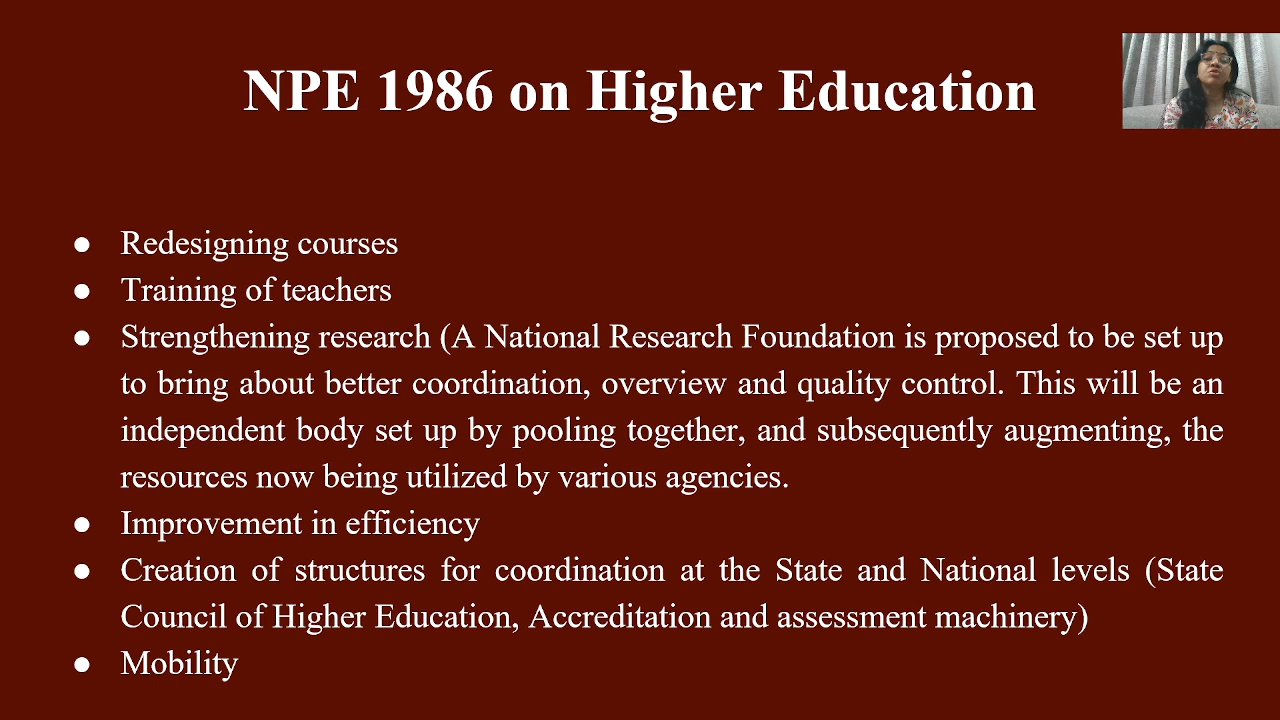 NPE 1986 on Higher Education
● Redesigning courses
● Training of teachers
● Strengthening research (A National Research Foundation is proposed to be set up
to bring about better coordination, overview and quality control. This will be an
independent body set up by pooling together, and subsequently augmenting, the
resources now being utilized by various agencies.
● Improvement in efficiency
● Creation of structures for coordination at the State and National levels (State
Council of Higher Education, Accreditation and assessment machinery)
● Mobility